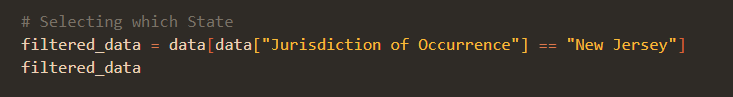 # Selecting which State
filtered_data = data[data["Jurisdiction of Occurrence"] == "New Jersey"]
filtered_data